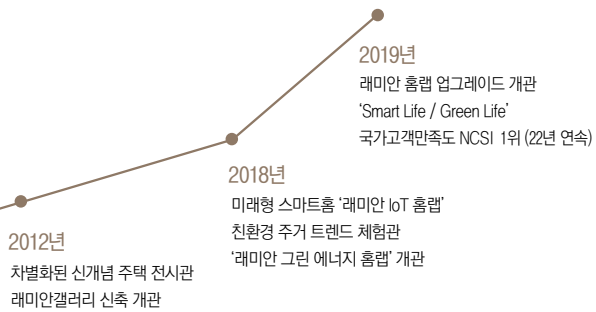 2019년
래미안 홈랩 업그레이드 개관
‘Smart Life / Green Life’
국가고객만족도 NCSI 1위 (22년 연속)
2018년
미래형 스마트홈 ‘래미안 IoT 홈랩’
친환경 주거 트렌드 체험관
‘래미안 그린 에너지 홈랩’ 개관
2012년
차별화된 신개념 주택 전시관
래미안갤러리 신축 개관